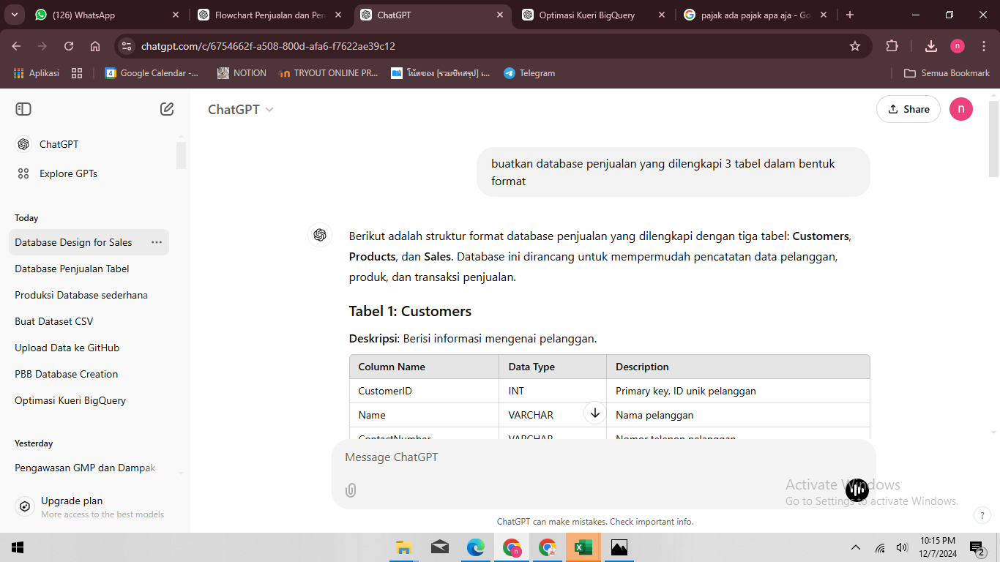 (126) WhatsApp
Flowchart Penjualan dan Pen
ChatGPT
Optimasi Kueri BigQuery
pajak ada pajak apa aja - Go
chatgpt.com/c/6754662f-a508-800d-afa6-f7622ae39c12
n
Aplikasi
4
Google Calendar -...
NOTION
TRYOUT ONLINE PR...
โน้ตของ [รวมชีทสรุป] เ...
Telegram
Semua Bookmark
ChatGPT
Share
n
ChatGPT
Explore GPTs
Today
Database Design for Sales
Database Penjualan Tabel
Produksi Database sederhana
Buat Dataset CSV
Upload Data ke GitHub
PBB Database Creation
Optimasi Kueri BigQuery
Yesterday
Pengawasan GMP dan Dampak
Upgrade plan
More access to the best models
buatkan database penjualan yang dilengkapi 3 tabel dalam bentuk
format
Berikut adalah struktur format database penjualan yang dilengkapi dengan tiga tabel: Customers,
Products, dan Sales. Database ini dirancang untuk mempermudah pencatatan data pelanggan,
produk, dan transaksi penjualan.
Tabel 1: Customers
Deskripsi: Berisi informasi mengenai pelanggan.
Column Name Data Type Description
CustomerID INT Primary key, ID unik pelanggan
Name VARCHAR Nama pelanggan
ContactNumber VARCHAR Nomor telepon pelanggan
Message ChatGPT
Activate Windows
Go to Settings to activate Windows.
ChatGPT can make mistakes. Check important info.
?
n
10:15 PM
12/7/2024
2